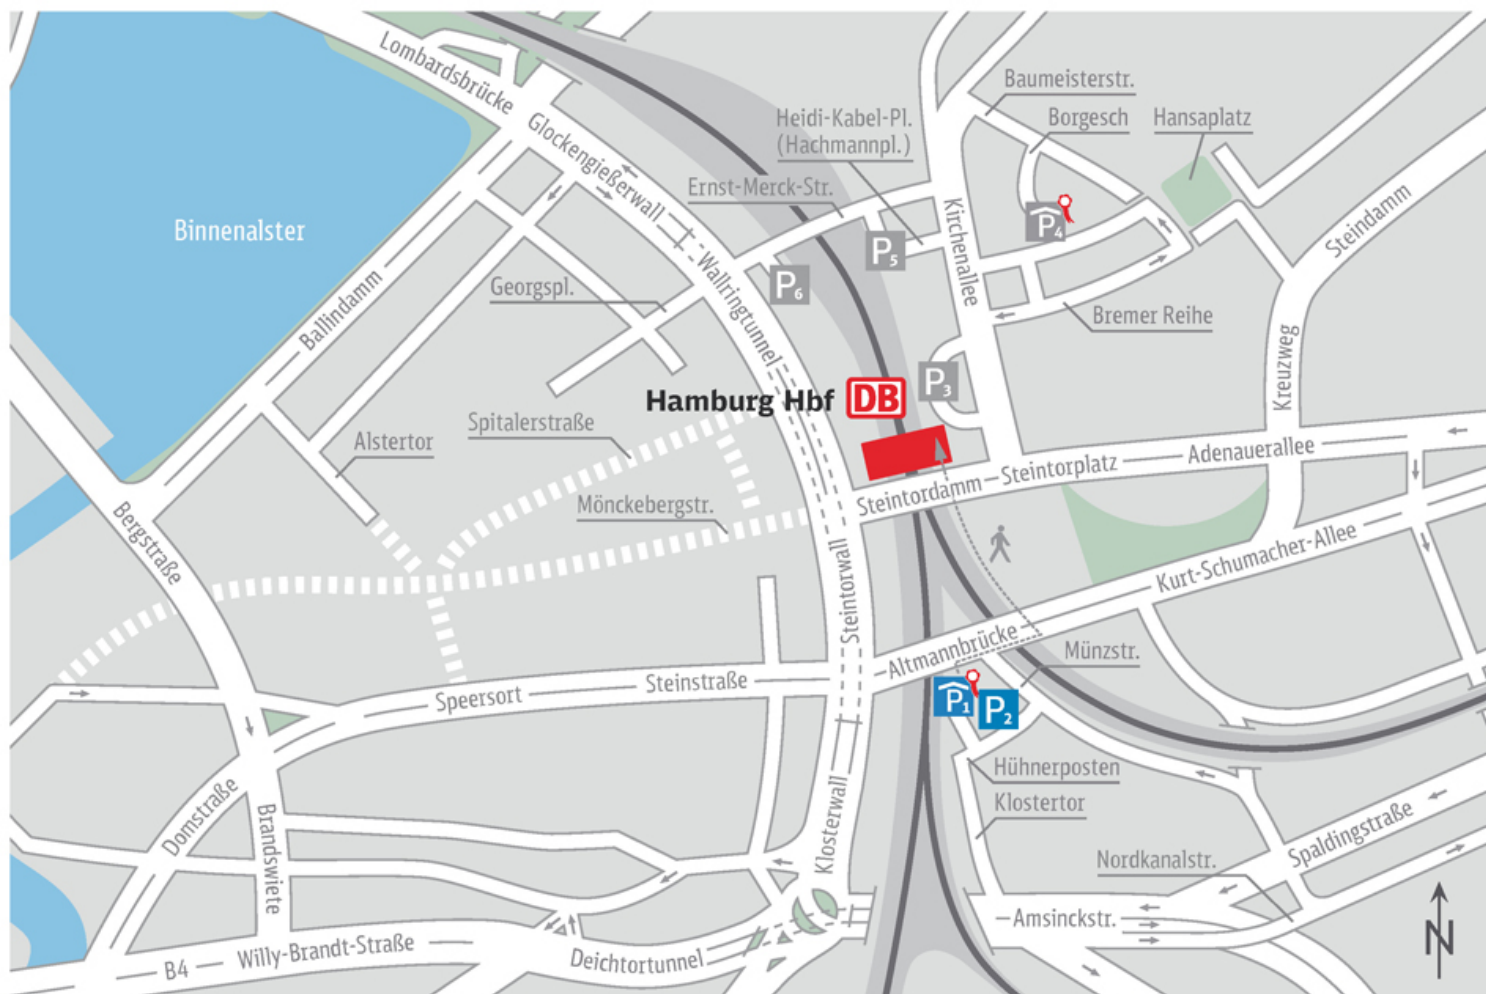 Lombardsbrücke
Glockengießerwall
Baumeisterstr.
Heidi-Kabel-Pl.
(Hachmannpl.)
Borgesch
Hansaplatz
Ernst-Merck-Str.
Kirchenallee
P4
Steindamm
Binnenalster
P5
Wallringtunnel
Georgspl.
P6
Ballindamm
Bremer Reihe
Kreuzweg
P3
Hamburg Hbf DB
Spitalerstraße
Alstertor
Adenauerallee
Steintorplatz
Steintordamm
Mönckebergstr.
Bergstraße
Kurt-Schumacher-Allee
Steintorwall
Altmannbrücke
Münzstr.
Steinstraße
Speersort
P1
P2
Hühnerposten
Klostertor
Domstraße
Brandswiete
Klosterwall
Spaldingstraße
Nordkanalstr.
Amsinckstr.
B4
Willy-Brandt-Straße
Deichtortunnel
N